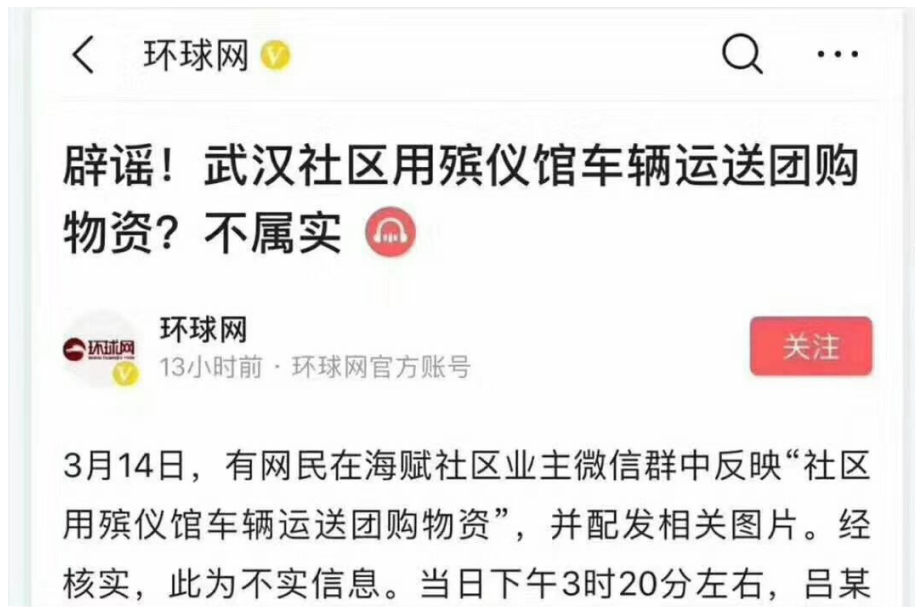 环球网
辟谣！武汉社区用殡仪馆车辆运送团购
物资？不属实
环球网
环球网
13小时前 · 环球网官方账号
关注
3月14日，有网民在海赋社区业主微信群中反映“社区
用殡仪馆车辆运送团购物资”，并配发相关图片。经
核实，此为不实信息。当日下午3时20分左右，吕某